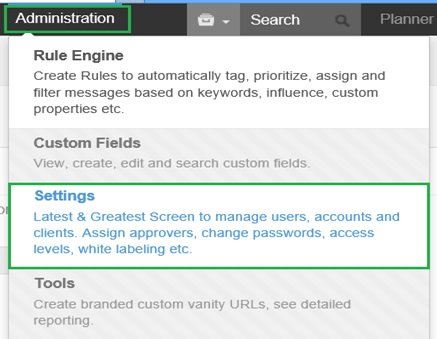 Administration Search Planner
Rule Engine
Create Rules to automatically tag, prioritize, assign and
filter messages based on keywords, influence, custom
properties etc.
Custom Fields
View, create, edit and search custom fields.
Settings
Latest & Greatest Screen to manage users, accounts and
clients. Assign approvers, change passwords, access
levels, white labeling etc.
Tools
Create branded custom vanity URLs, see detailed
reporting.